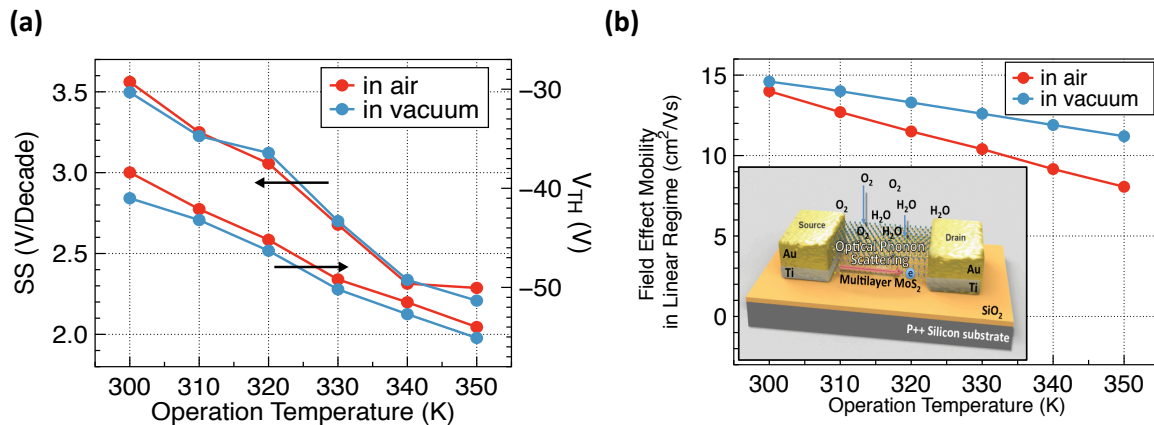 (a)
in air
in vacuum
3.5
3.0
2.5
2.0
SS (V/Decade)
−30
−40
−50
V_TH (V)
300 310 320 330 340 350
Operation Temperature (K)
(b)
in air
in vacuum
15
10
5
0
Field Effect Mobility
in Linear Regime (cm²/Vs)
O₂ O₂
O₂ H₂O H₂O
H₂O
O₂ H₂O
Source
Drain
Optical Phonon
Scattering
Au
Ti
e
Multilayer MoS₂
Au
Ti
SiO₂
P++ Silicon substrate
300 310 320 330 340 350
Operation Temperature (K)